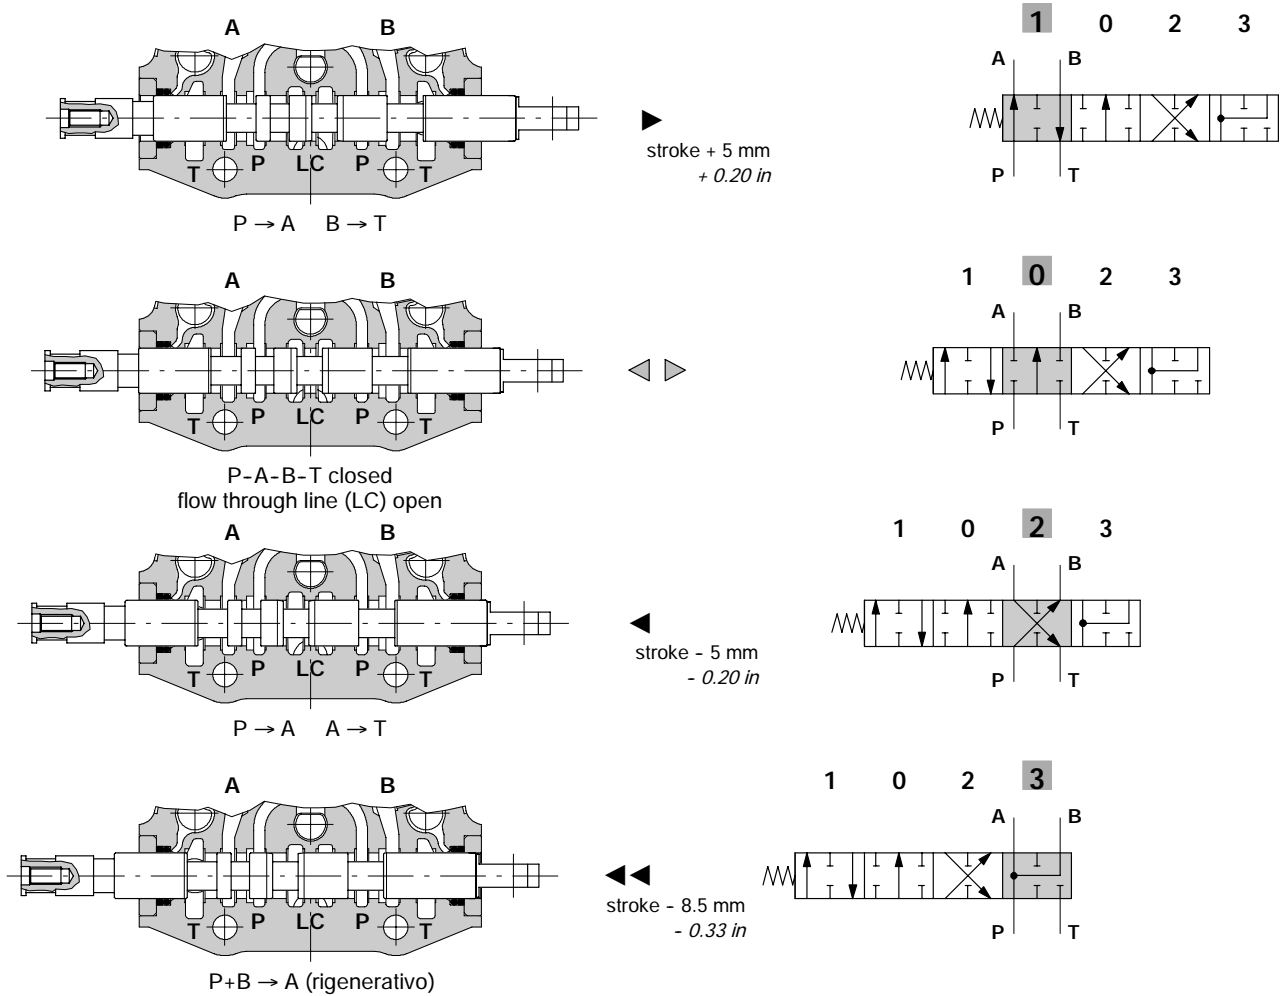 A B
1 0 2 3
A B
T P LC P T
stroke + 5 mm
+ 0.20 in
P T
P → A B → T
A B
1 0 2 3
A B
T P LC P T
P T
P-A-B-T closed
flow through line (LC) open
A B
1 0 2 3
A B
T P LC P T
stroke - 5 mm
- 0.20 in
P T
P → A A → T
A B
1 0 2 3
A B
T P LC P T
stroke - 8.5 mm
- 0.33 in
P T
P+B → A (rigenerativo)